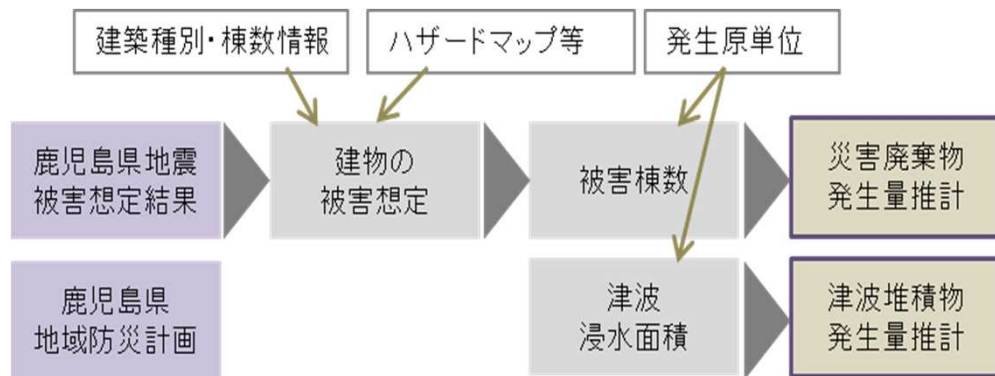 建築種別・棟数情報
ハザードマップ等
発生原単位
鹿児島県地震
被害想定結果
建物の
被害想定
被害棟数
災害廃棄物
発生量推計
鹿児島県
地域防災計画
津波
浸水面積
津波堆積物
発生量推計